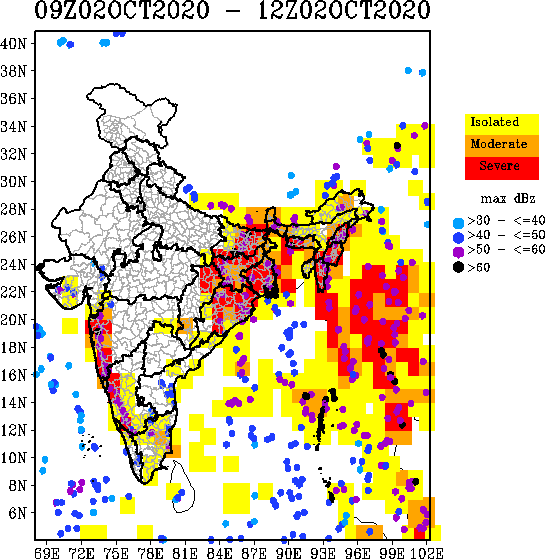 09Z02OCT2020 - 12Z02OCT2020
40N
38N
36N
34N
32N
30N
28N
26N
24N
22N
20N
18N
16N
14N
12N
10N
8N
6N
69E 72E 75E 78E 81E 84E 87E 90E 93E 96E 99E 102E
Isolated
Moderate
Severe
max dBz
>30 - <=40
>40 - <=50
>50 - <=60
>60